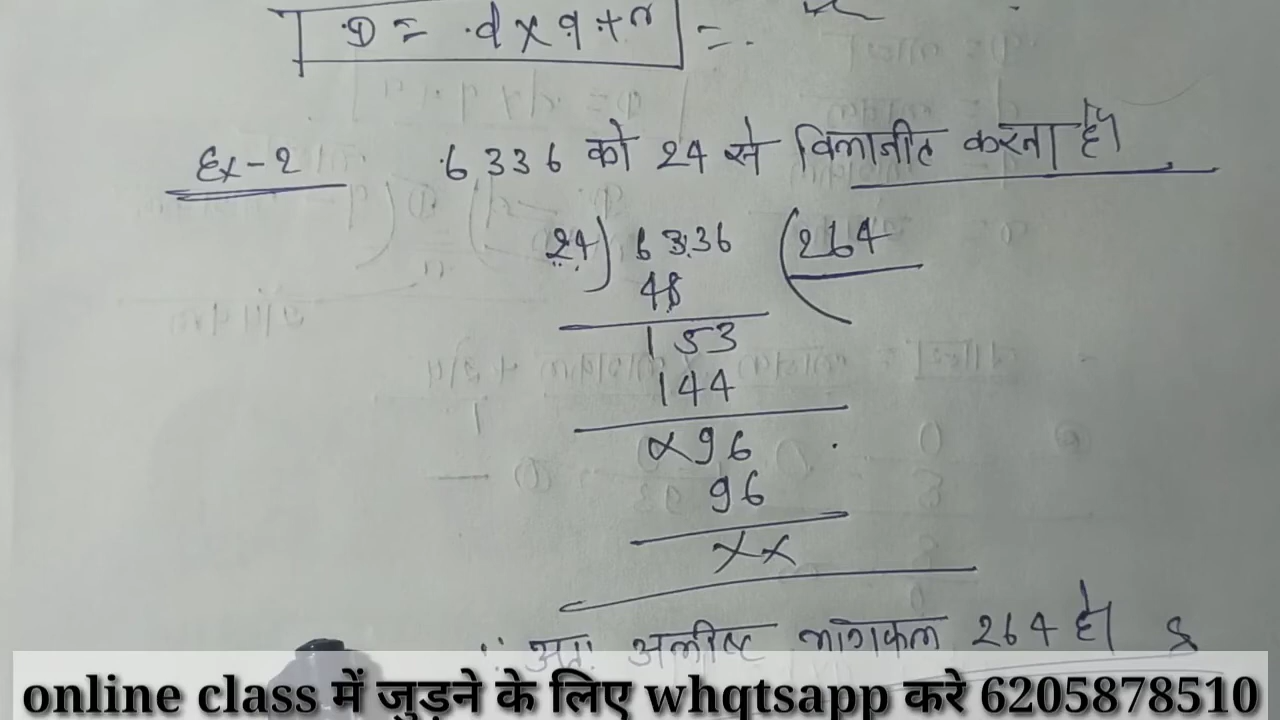 D = d x q + r =
Ex-2 6336 को 24 से विभाजीत करना है।
24) 6336 (264
48
153
144
x96
96
xx
∵ अतः अभीष्ट भागफल 264 है। &
online class में जुड़ने के लिए whqtsapp करे 6205878510